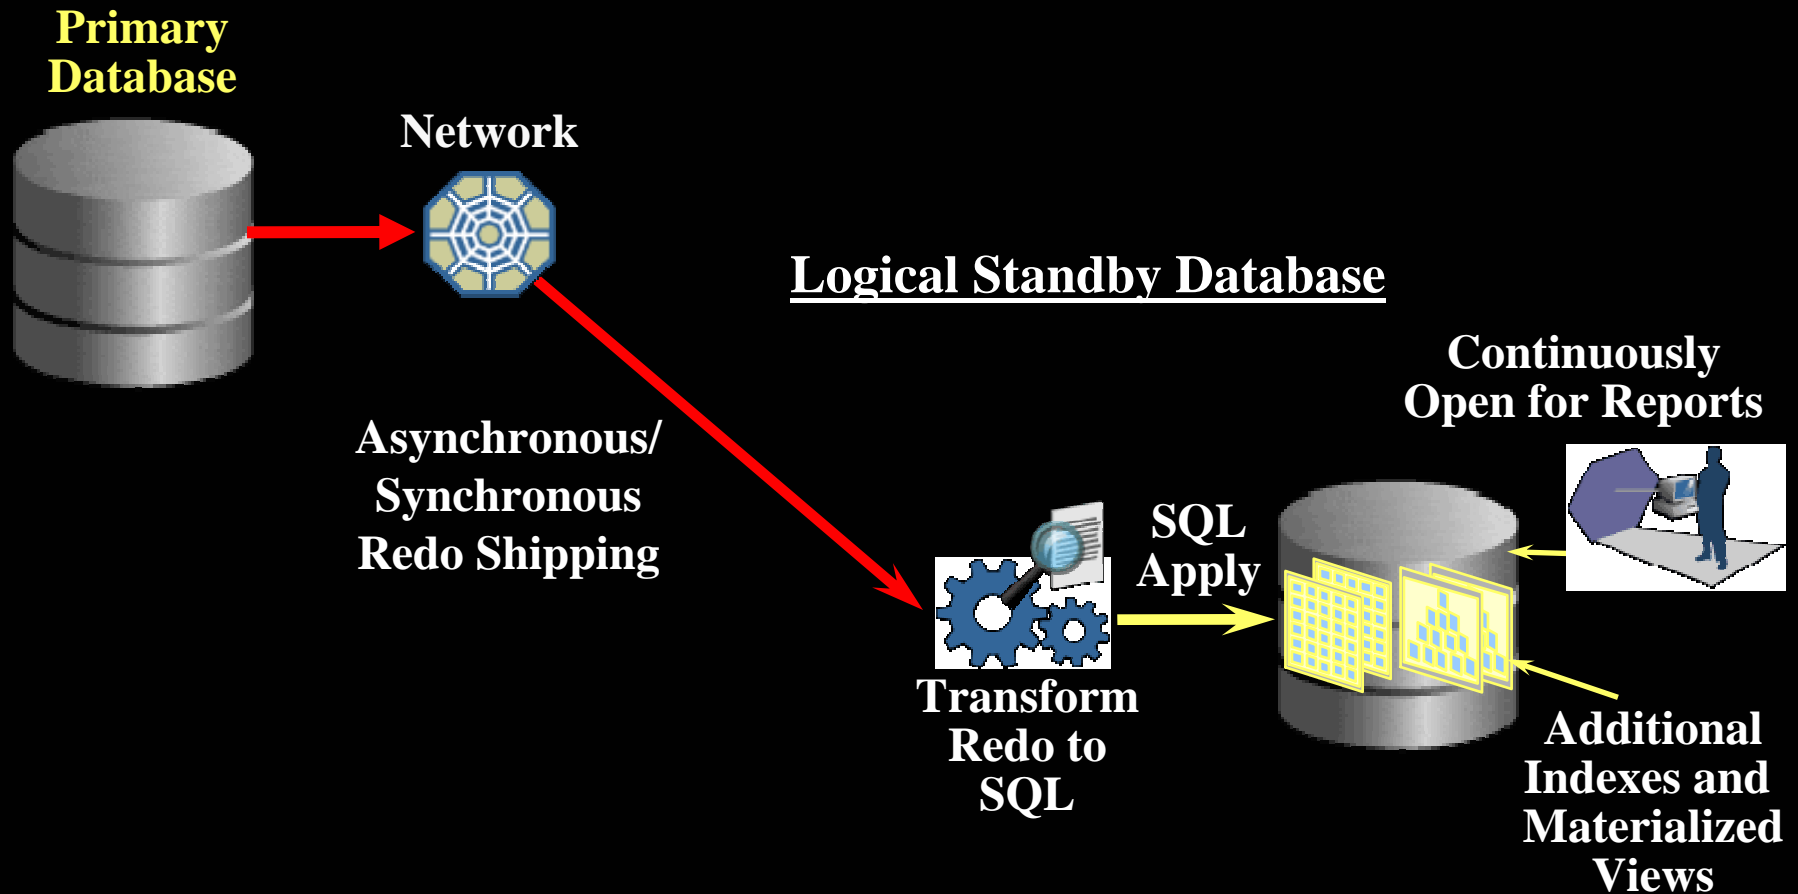 Primary
Database
Network
Logical Standby Database
Continuously
Open for Reports
Asynchronous/
Synchronous
Redo Shipping
SQL
Apply
Transform
Redo to
SQL
Additional
Indexes and
Materialized
Views